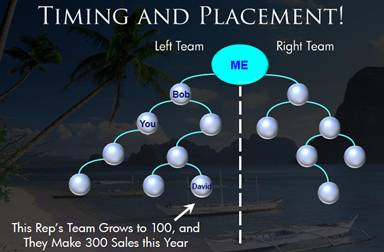 TIMING AND PLACEMENT!
Left Team
Right Team
ME
Bob
You
David
This Rep's Team Grows to 100, and
They Make 300 Sales this Year